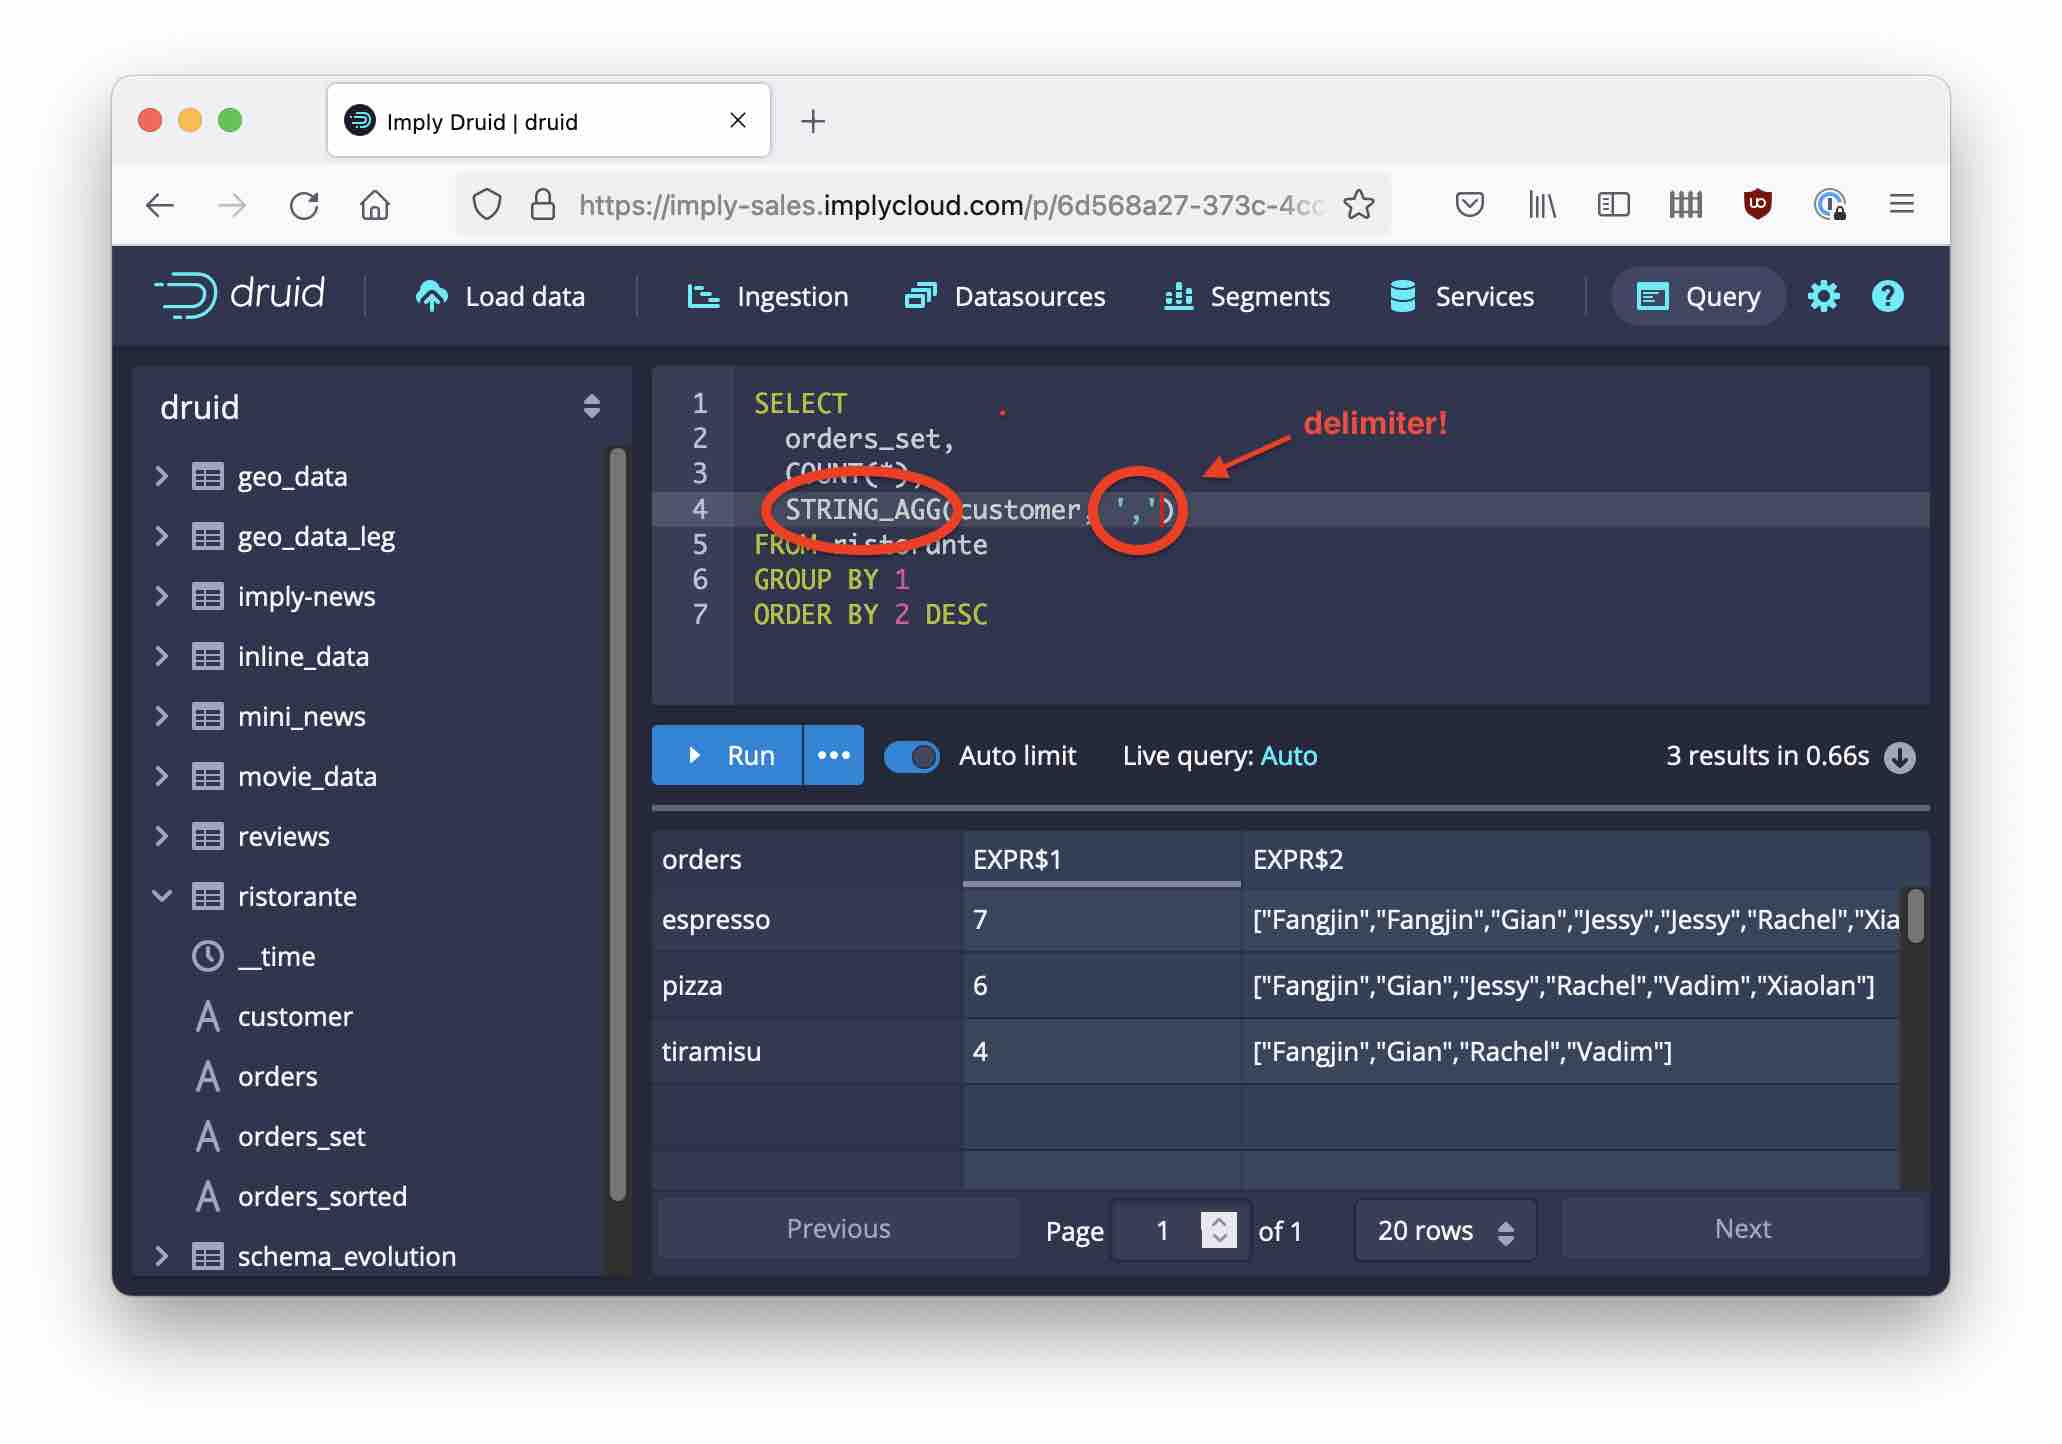 Imply Druid | druid
https://imply-sales.implycloud.com/p/6d568a27-373c-4cc
druid
Load data
Ingestion
Datasources
Segments
Services
Query
druid
geo_data
geo_data_leg
imply-news
inline_data
mini_news
movie_data
reviews
ristorante
__time
customer
orders
orders_set
orders_sorted
schema_evolution
1 SELECT
2 orders_set,
3 COUNT(*),
4 STRING_AGG(customer, ',')
5 FROM ristorante
6 GROUP BY 1
7 ORDER BY 2 DESC
delimiter!
Run
Auto limit
Live query: Auto
3 results in 0.66s
orders EXPR$1 EXPR$2
espresso 7 ["Fangjin","Fangjin","Gian","Jessy","Jessy","Rachel","Xia
pizza 6 ["Fangjin","Gian","Jessy","Rachel","Vadim","Xiaolan"]
tiramisu 4 ["Fangjin","Gian","Rachel","Vadim"]
Previous Page 1 of 1 20 rows Next